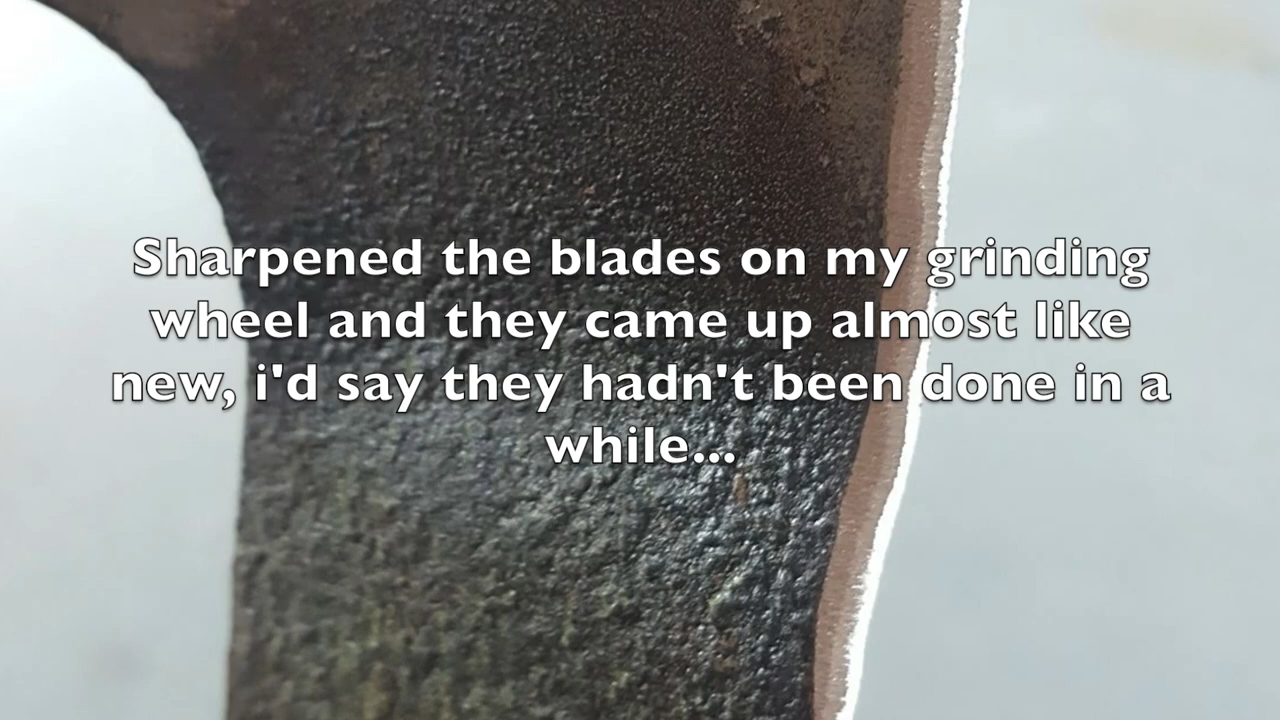 Sharpened the blades on my grinding
wheel and they came up almost like
new, i'd say they hadn't been done in a
while...